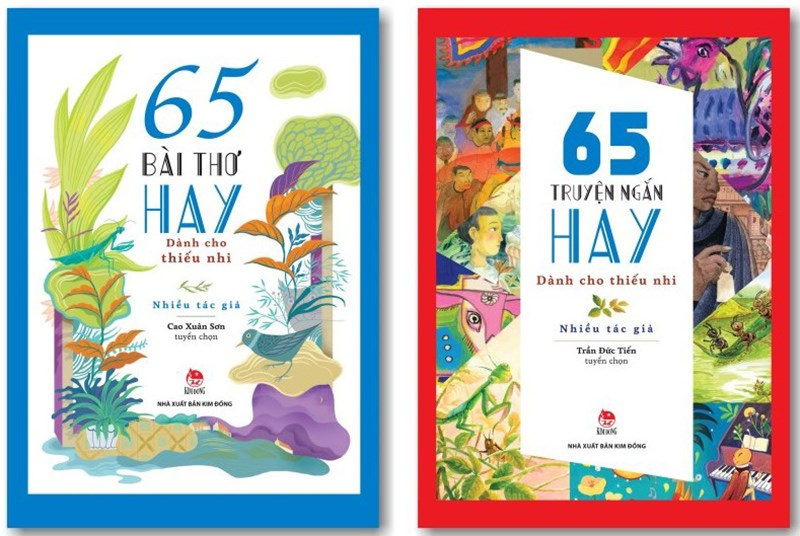 65
BÀI THƠ
HAY
Dành cho
thiếu nhi
Nhiều tác giả
Cao Xuân Sơn
tuyển chọn
KIM ĐỒNG
NHÀ XUẤT BẢN KIM ĐỒNG
65
TRUYỆN NGẮN
HAY
Dành cho thiếu nhi
Nhiều tác giả
Trần Đức Tiến
tuyển chọn
KIM ĐỒNG
NHÀ XUẤT BẢN KIM ĐỒNG